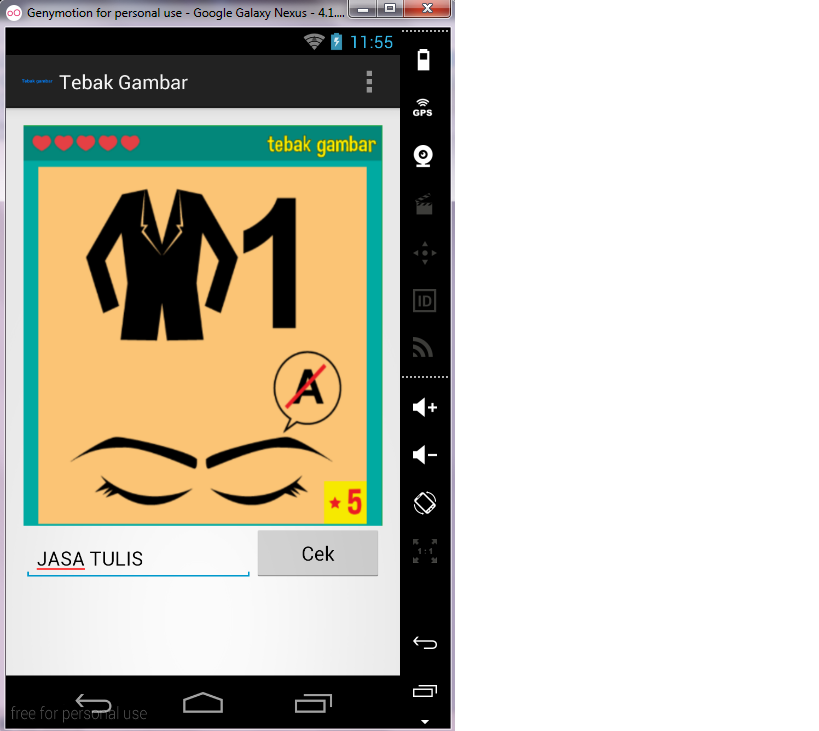 Genymotion for personal use - Google Galaxy Nexus - 4.1....
11:55
Tebak gambar
Tebak Gambar
GPS
tebak gambar
1
A
ID
5
1:1
JASA TULIS
Cek
free for personal use